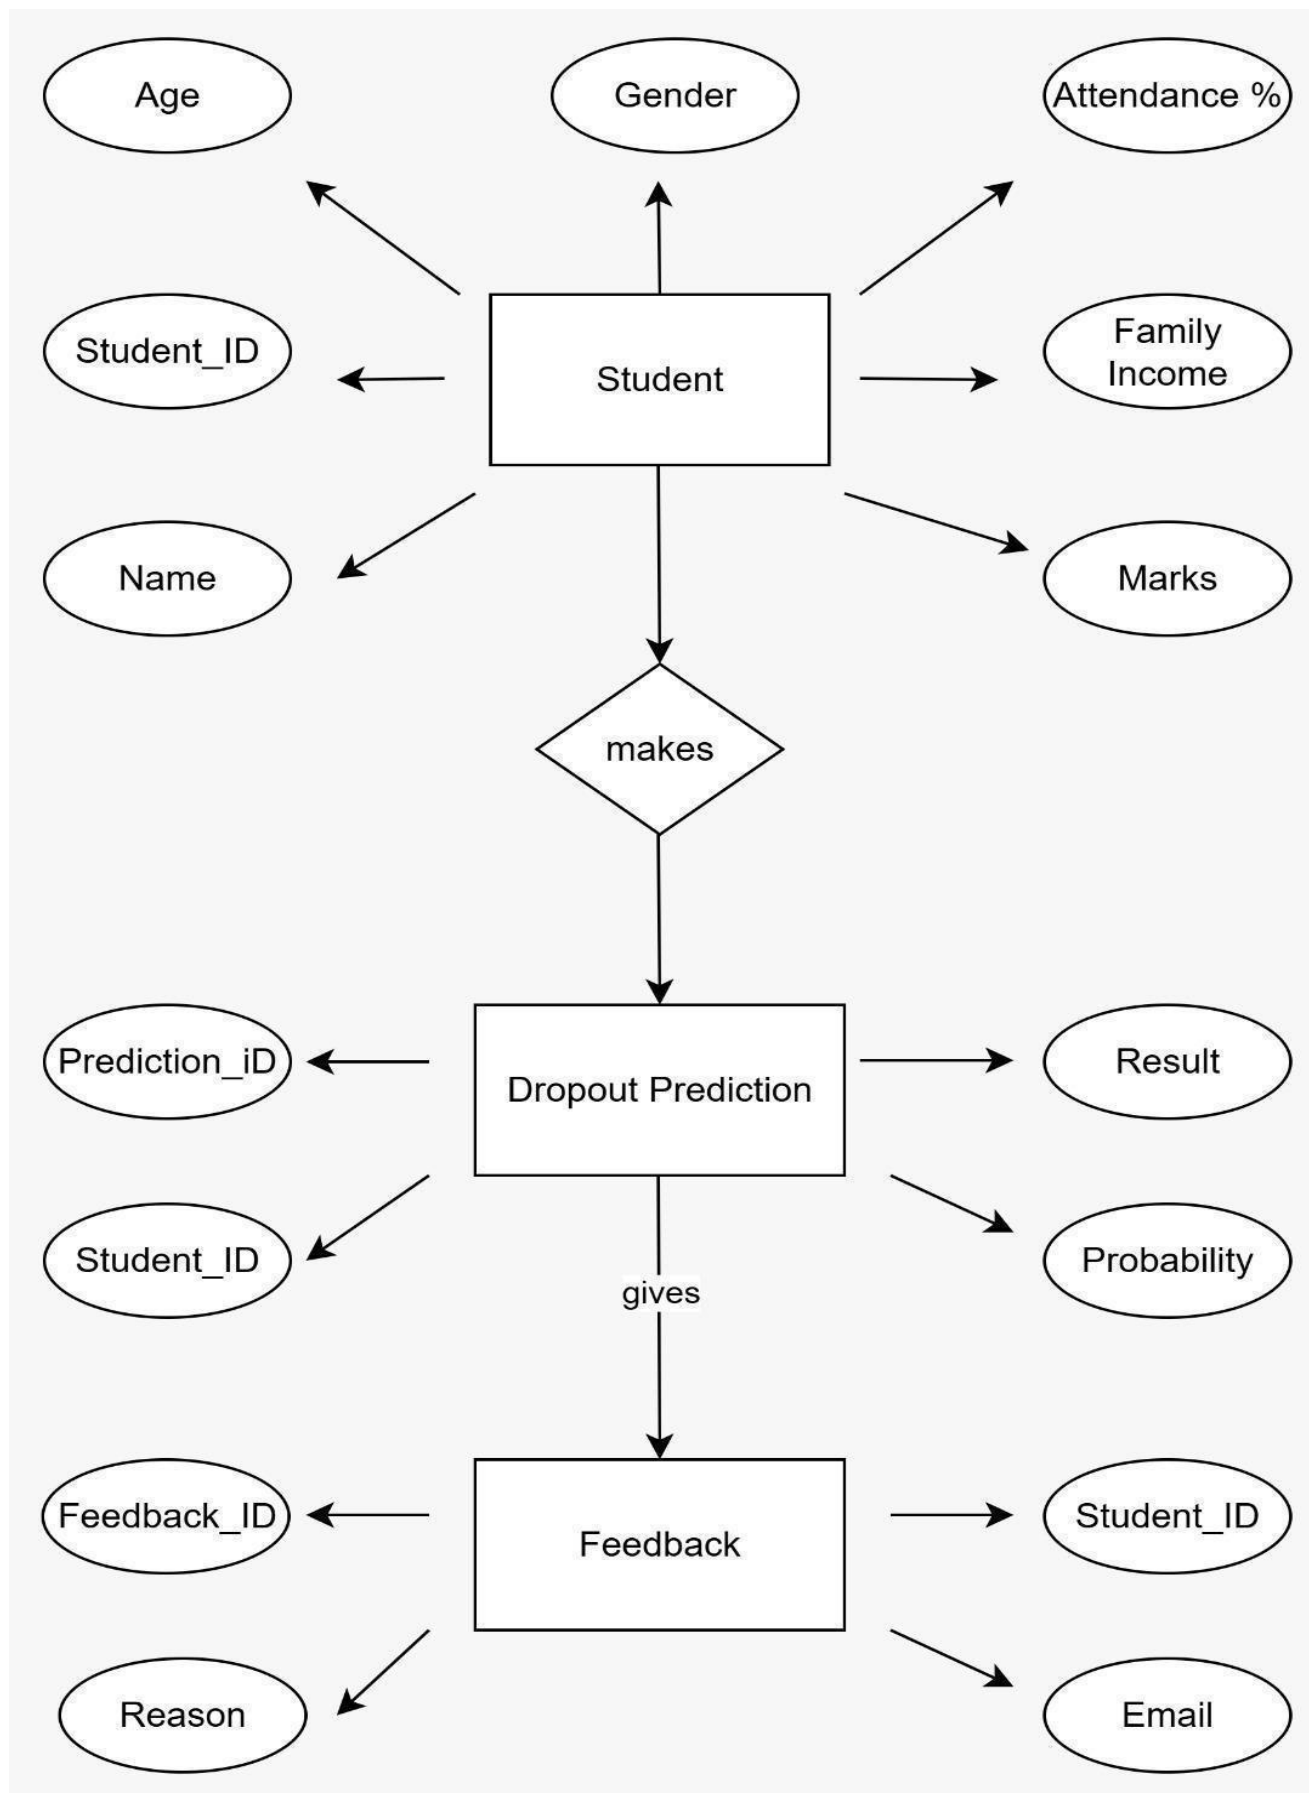 Age
Gender
Attendance %
Student_ID
Student
Family
Income
Name
Marks
makes
Prediction_iD
Dropout Prediction
Result
Student_ID
gives
Probability
Feedback_ID
Feedback
Student_ID
Reason
Email